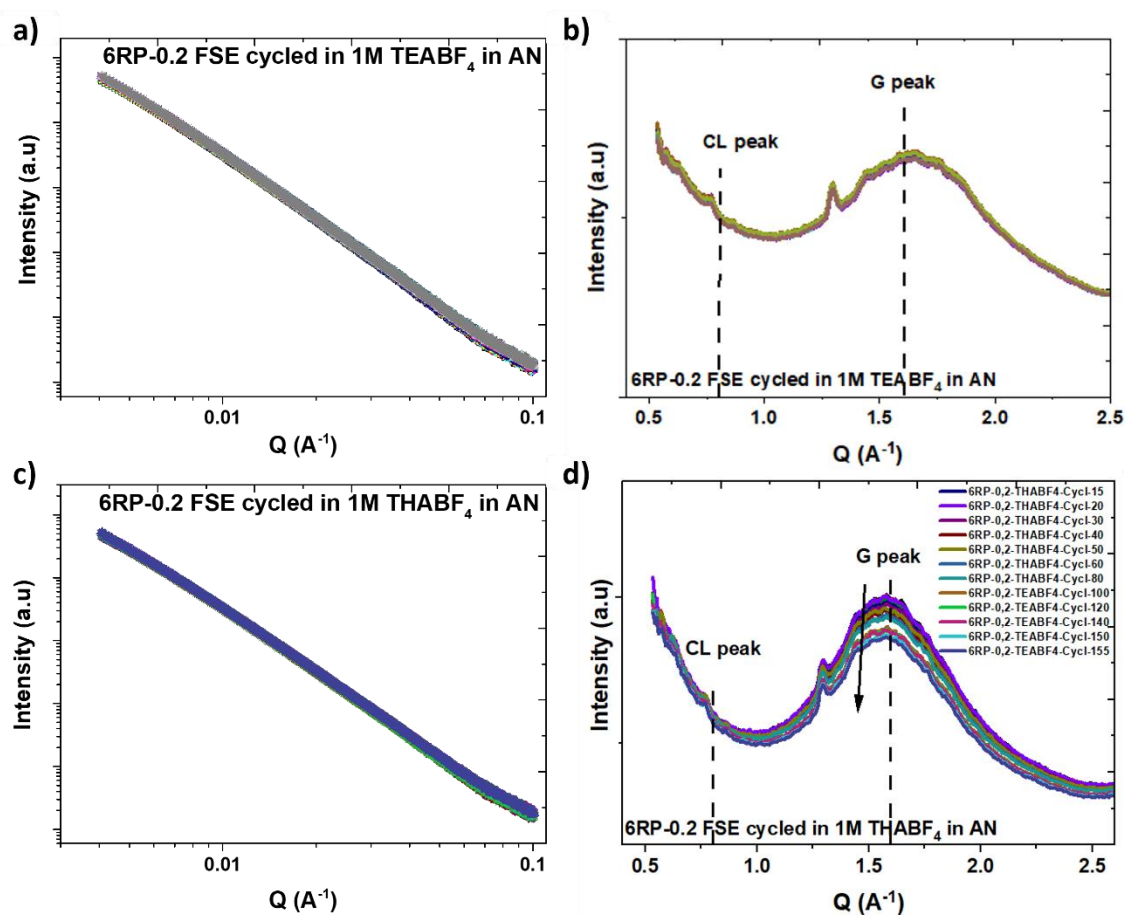 a)
6RP-0.2 FSE cycled in 1M TEABF4 in AN
Intensity (a.u)
0.01
0.1
Q (A-1)
b)
G peak
CL peak
Intensity (a.u)
6RP-0.2 FSE cycled in 1M TEABF4 in AN
0.5
1.0
1.5
2.0
2.5
Q (A-1)
c)
6RP-0.2 FSE cycled in 1M THABF4 in AN
Intensity (a.u)
0.01
0.1
Q (A-1)
d)
6RP-0,2-THABF4-Cycl-15
6RP-0,2-THABF4-Cycl-20
6RP-0,2-THABF4-Cycl-30
6RP-0,2-THABF4-Cycl-40
6RP-0,2-THABF4-Cycl-50
6RP-0,2-THABF4-Cycl-60
6RP-0,2-THABF4-Cycl-80
6RP-0,2-THABF4-Cycl-100
6RP-0,2-TEABF4-Cycl-120
6RP-0,2-TEABF4-Cycl-140
6RP-0,2-TEABF4-Cycl-150
6RP-0,2-TEABF4-Cycl-155
G peak
CL peak
Intensity (a.u)
6RP-0.2 FSE cycled in 1M THABF4 in AN
0.5
1.0
1.5
2.0
2.5
Q (A-1)